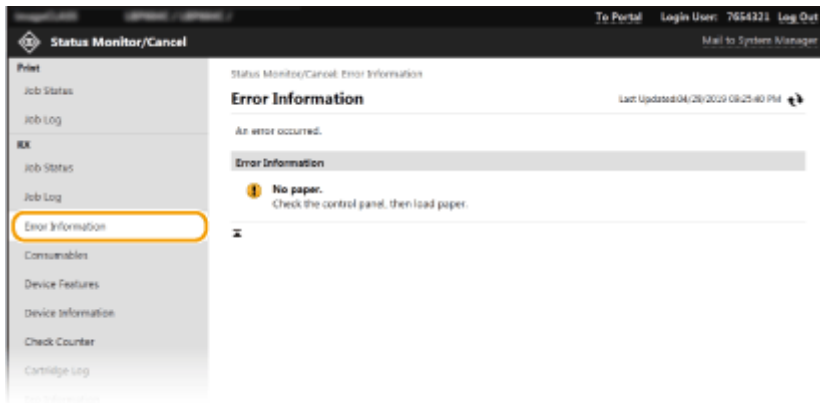 To Portal Login User: 7654321 Log Out
Status Monitor/Cancel
Mail to System Manager
Print
Job Status
Job Log
RX
Job Status
Job Log
Error Information
Consumables
Device Features
Device Information
Check Counter
Cartridge Log
Status Monitor/Cancel: Error Information
Error Information
Last Updated:04/29/2019 09:25:40 PM
An error occurred.
Error Information
No paper.
Check the control panel, then load paper.